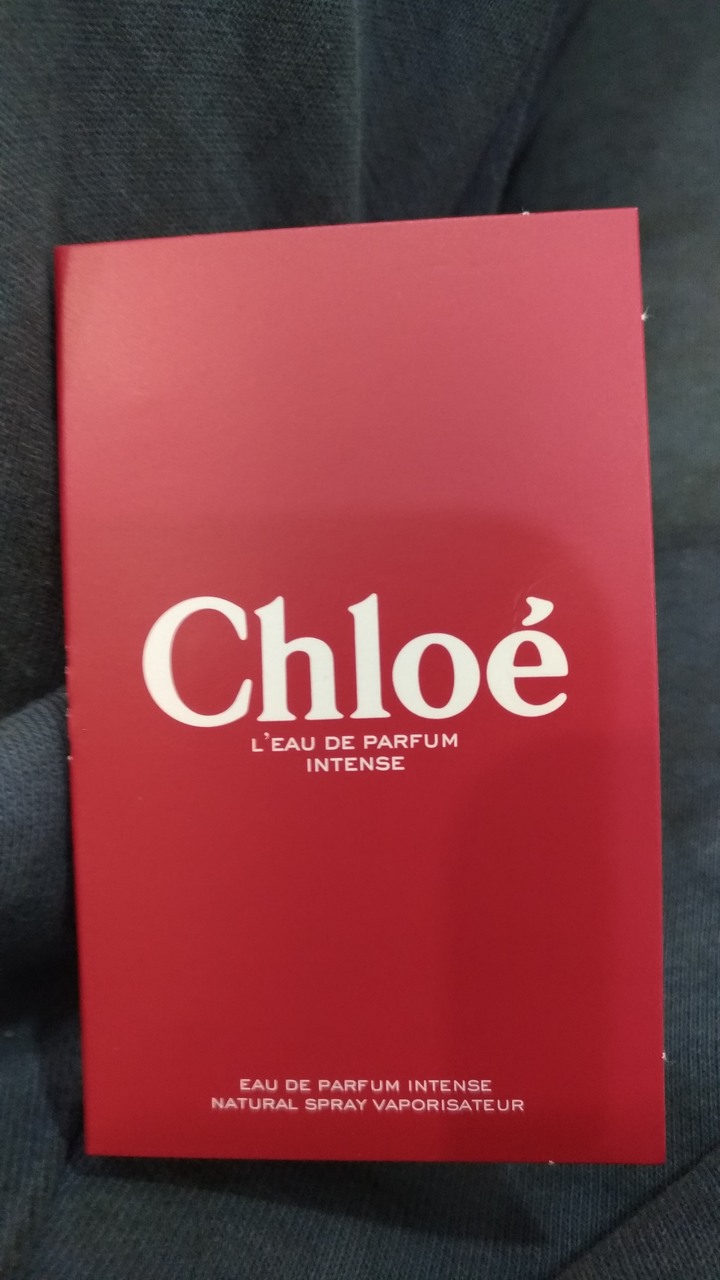 Chloé
L'EAU DE PARFUM
INTENSE
EAU DE PARFUM INTENSE
NATURAL SPRAY VAPORISATEUR